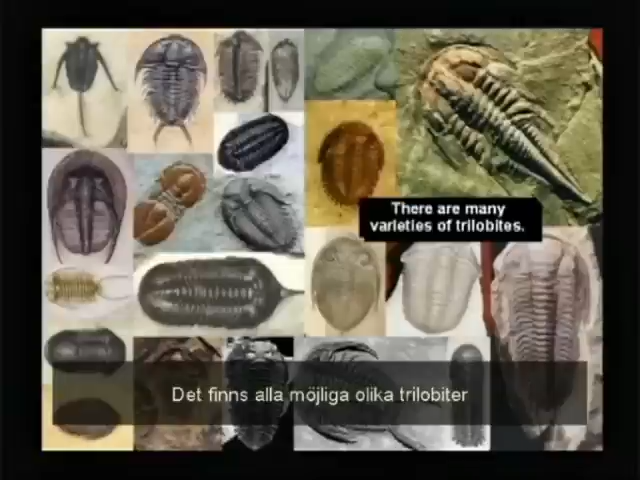 There are many
varieties of trilobites.
Det finns alla möjliga olika trilobiter